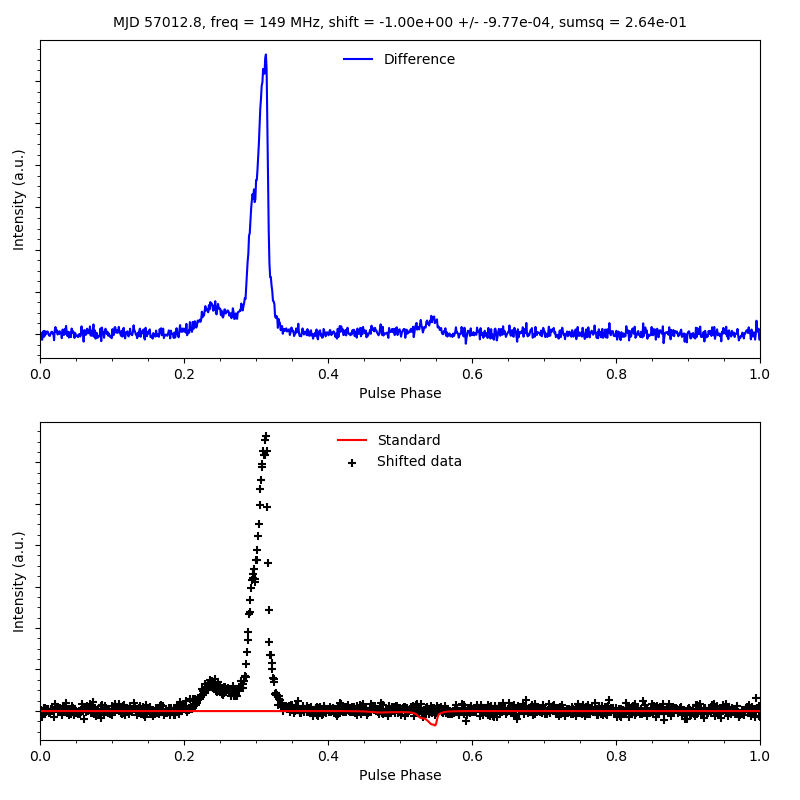 MJD 57012.8, freq = 149 MHz, shift = -1.00e+00 +/- -9.77e-04, sumsq = 2.64e-01
Difference
Intensity (a.u.)
0.0 0.2 0.4 0.6 0.8 1.0
Pulse Phase
Standard
Shifted data
Intensity (a.u.)
0.0 0.2 0.4 0.6 0.8 1.0
Pulse Phase